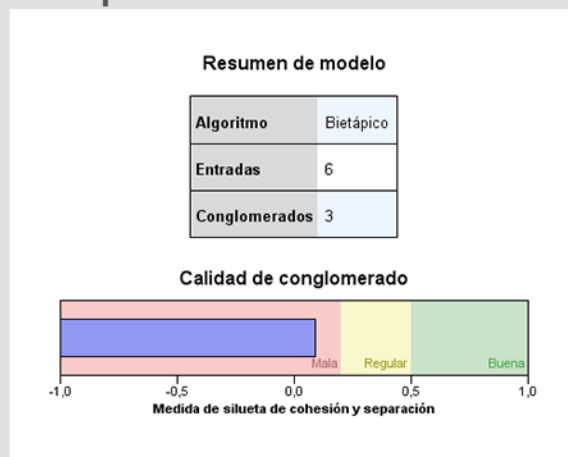 Resumen de modelo
Algoritmo Bietápico
Entradas 6
Conglomerados 3
Calidad de conglomerado
Mala Regular Buena
-1,0 -0,5 0,0 0,5 1,0
Medida de silueta de cohesión y separación